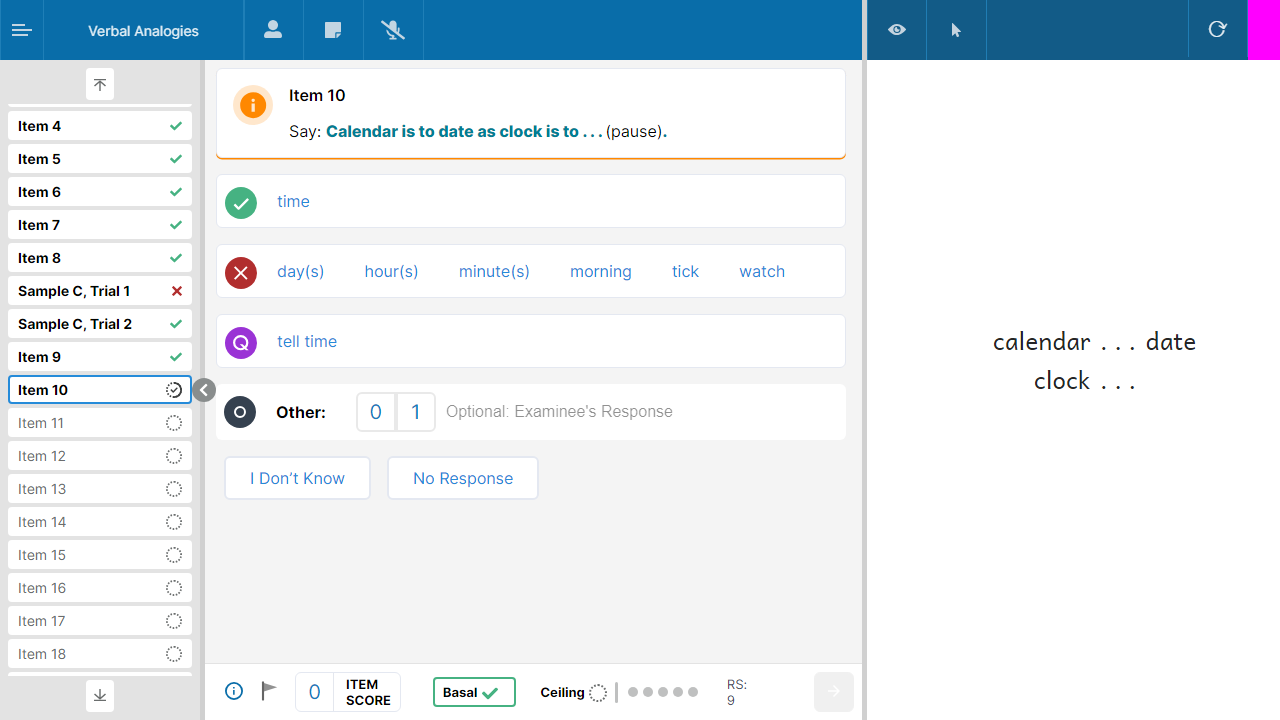 Verbal Analogies
Item 4
Item 5
Item 6
Item 7
Item 8
Sample C, Trial 1
Sample C, Trial 2
Item 9
Item 10
Item 11
Item 12
Item 13
Item 14
Item 15
Item 16
Item 17
Item 18
Item 10
Say: Calendar is to date as clock is to . . . (pause).
time
day(s) hour(s) minute(s) morning tick watch
Q tell time
Other: 0 1 Optional: Examinee's Response
I Don’t Know No Response
0 ITEM SCORE Basal Ceiling RS: 9
calendar . . . date
clock . . .